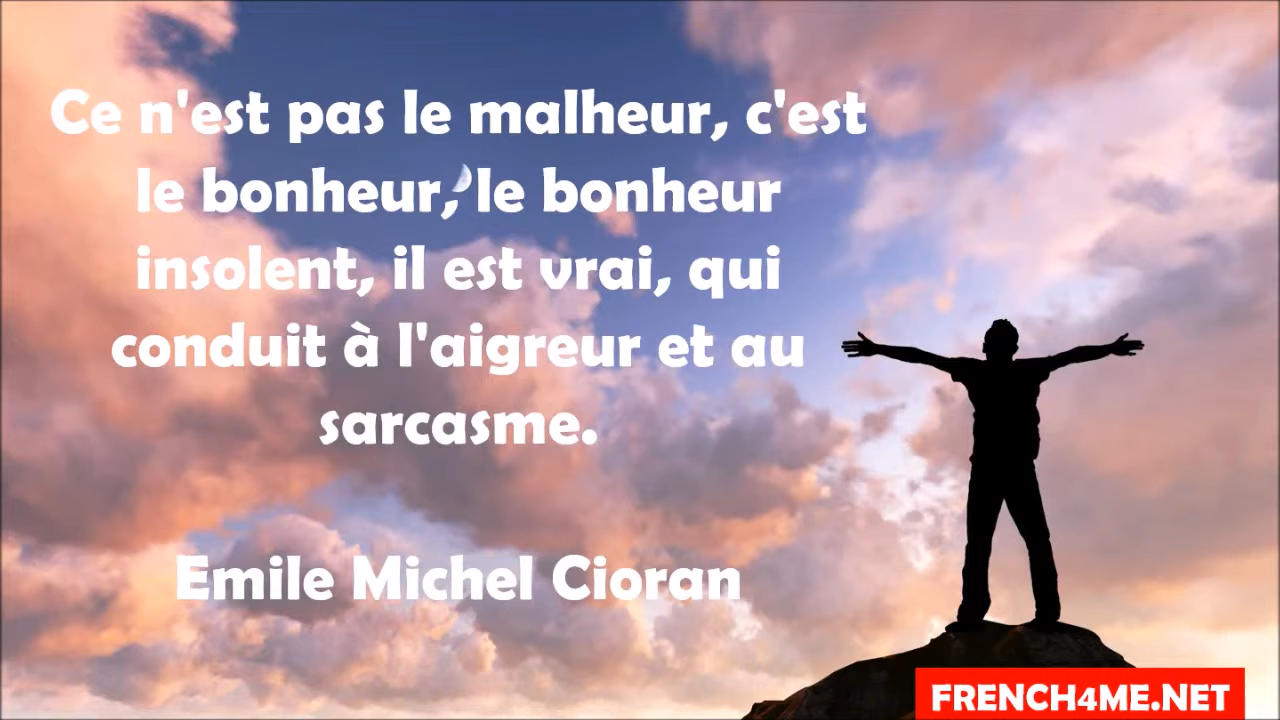 Ce n'est pas le malheur, c'est
le bonheur, le bonheur
insolent, il est vrai, qui
conduit à l'aigreur et au
sarcasme.
Emile Michel Cioran
FRENCH4ME.NET